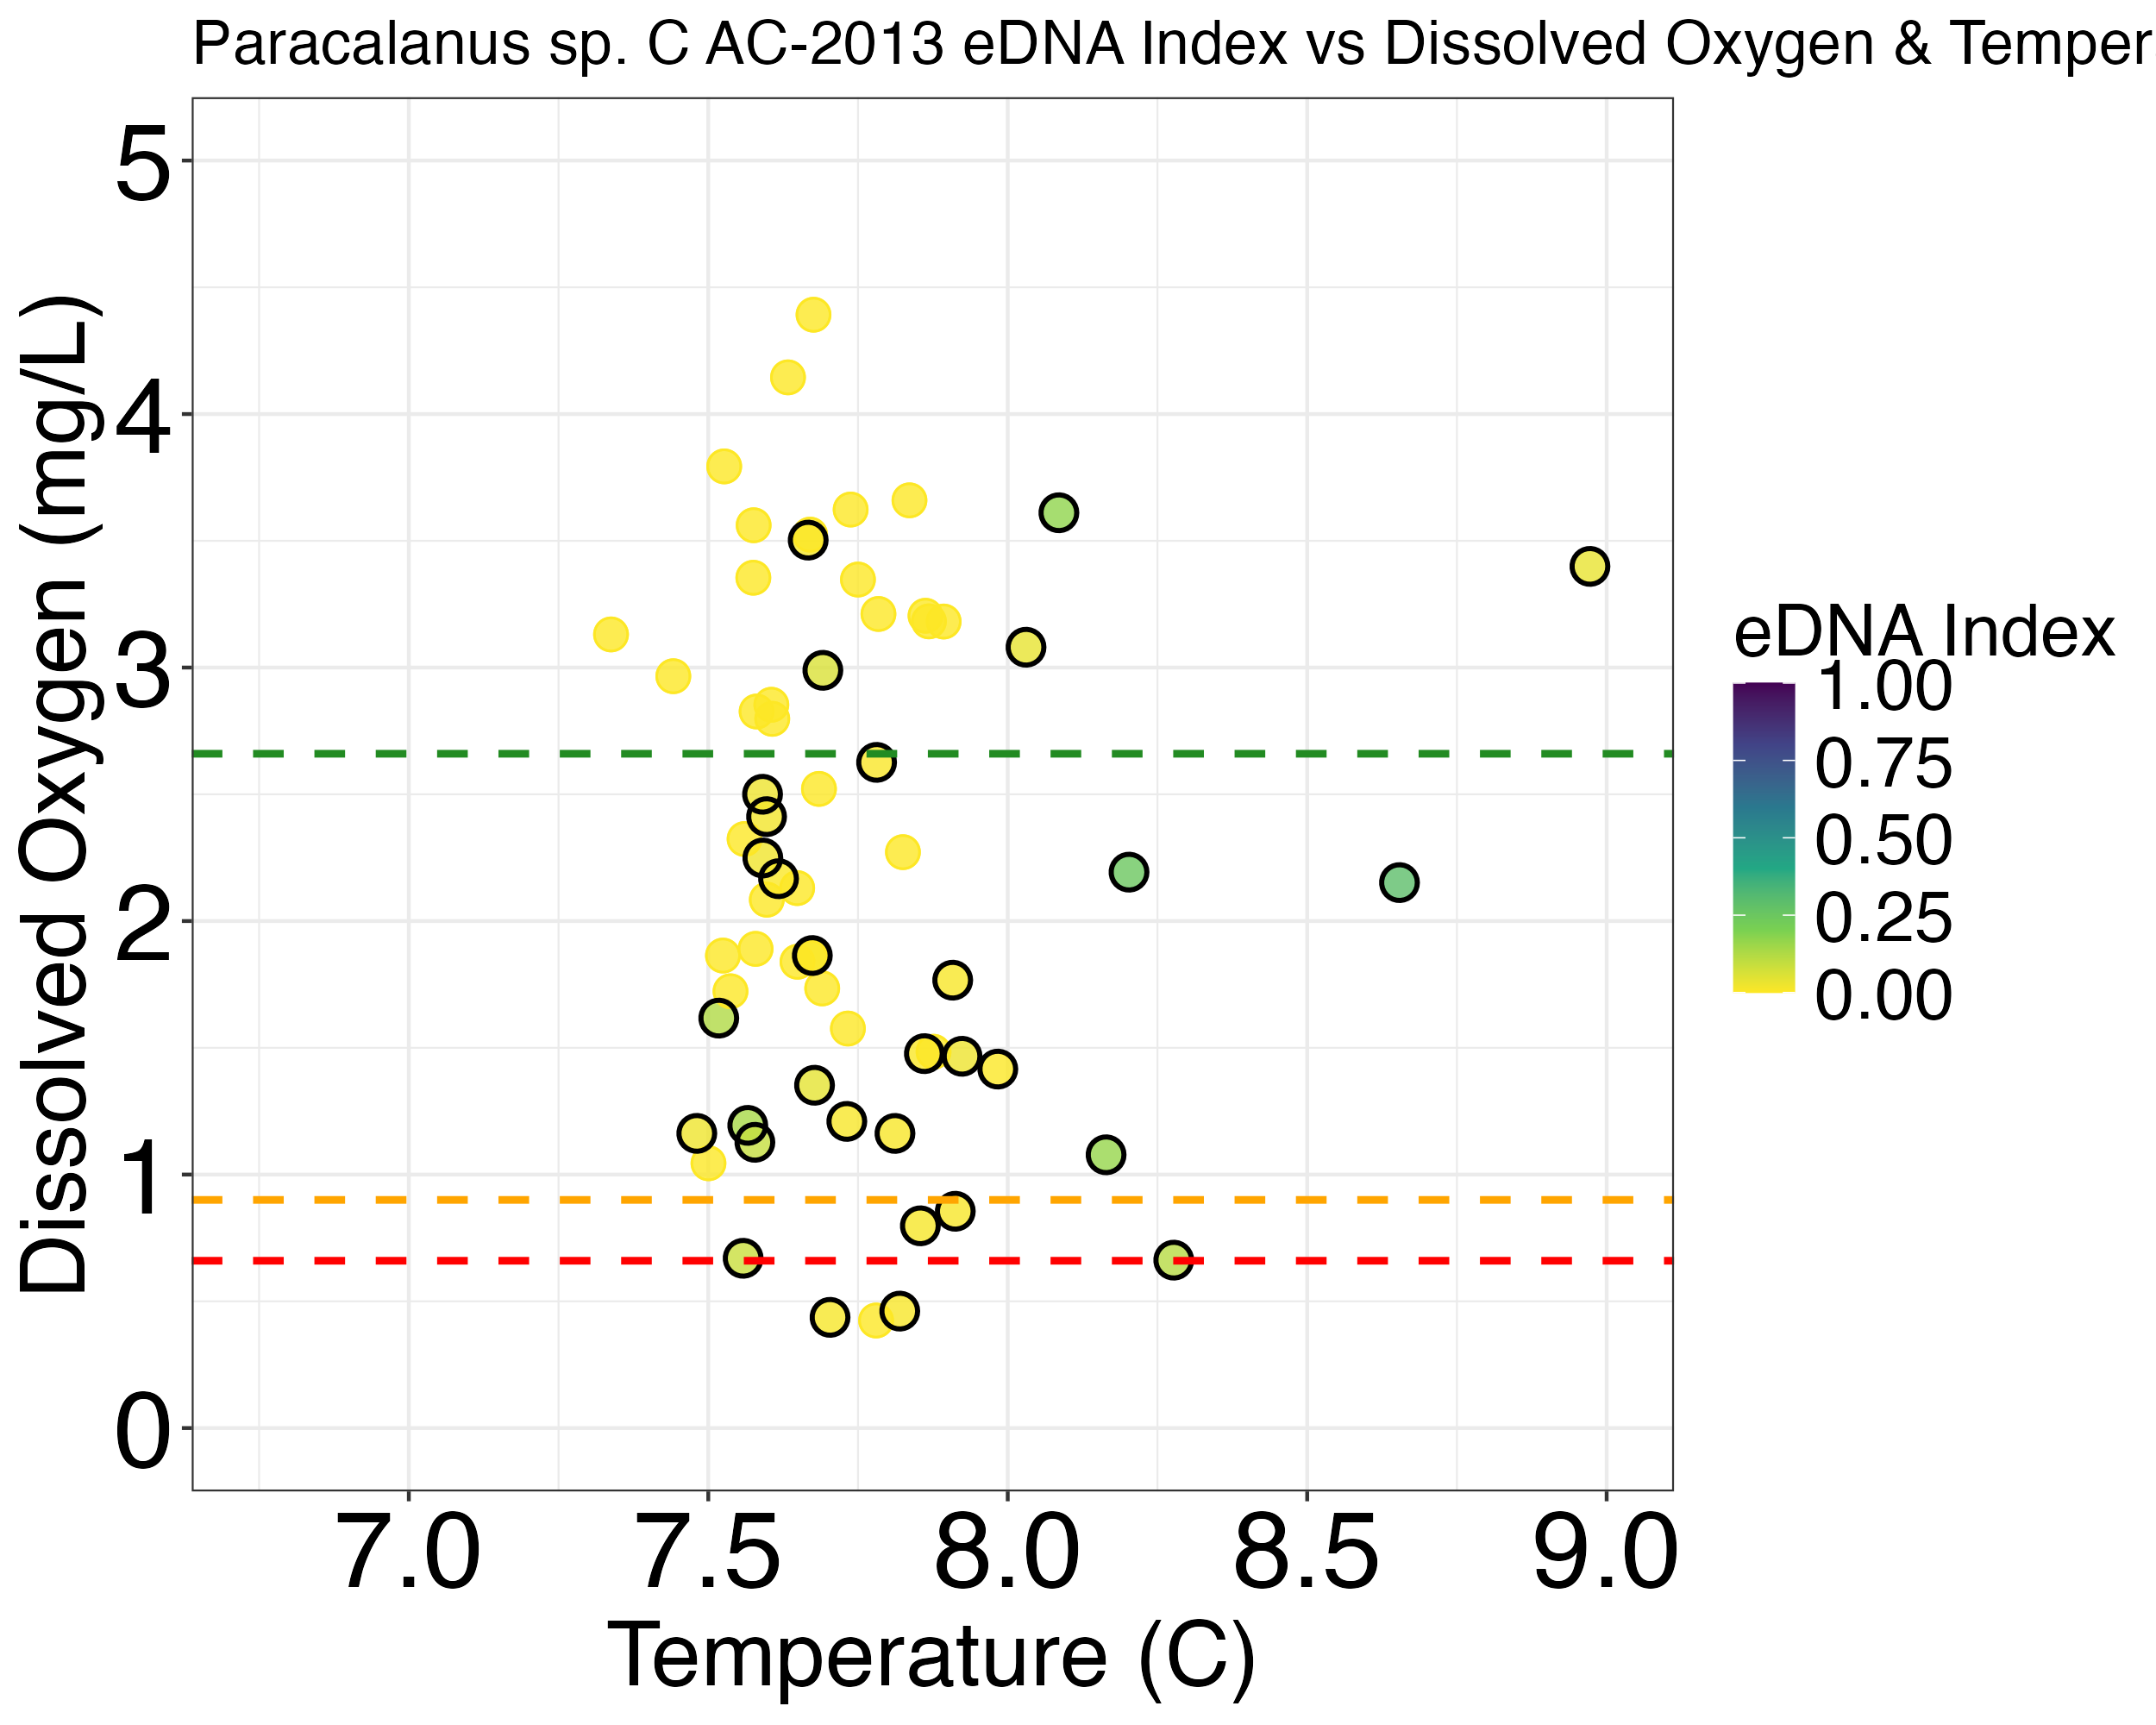 Paracalanus sp. C AC-2013 eDNA Index vs Dissolved Oxygen & Temper
Dissolved Oxygen (mg/L)
5
4
3
2
1
0
7.0 7.5 8.0 8.5 9.0
Temperature (C)
eDNA Index
1.00
0.75
0.50
0.25
0.00